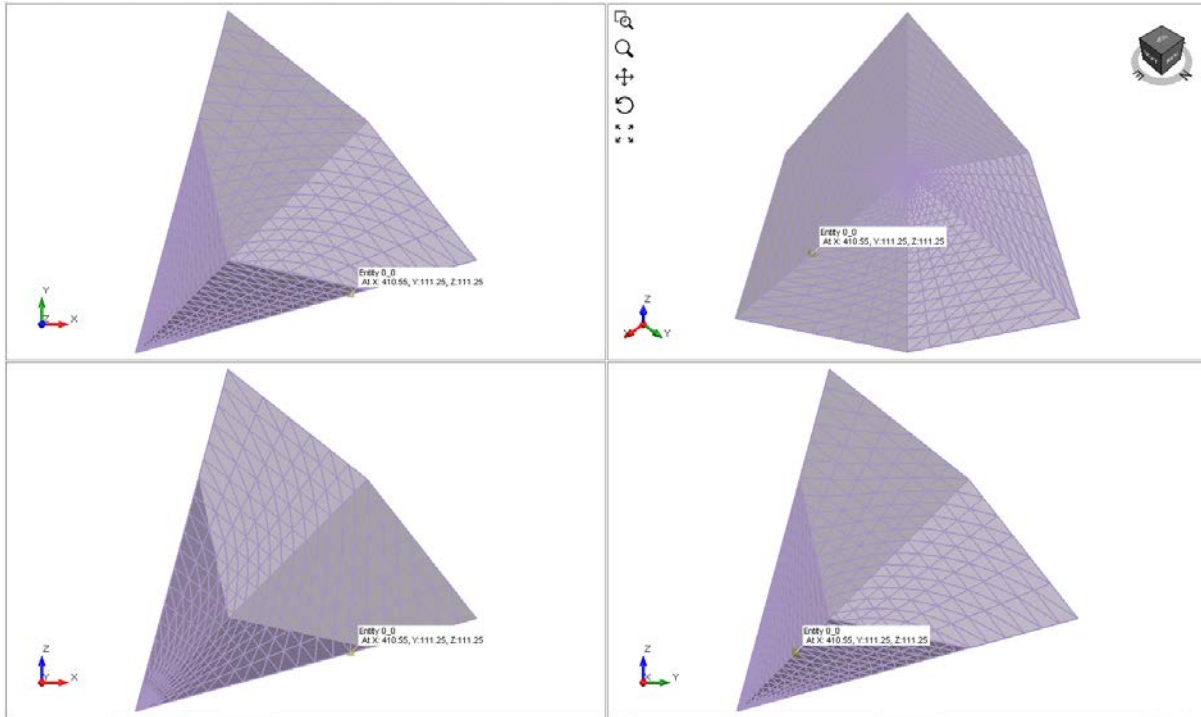 Entity 0_0
At X: 410.55, Y:111.25, Z:111.25
Y
Z
X
Entity 0_0
At X: 410.55, Y:111.25, Z:111.25
E
N
Z
Y
Entity 0_0
At X: 410.55, Y:111.25, Z:111.25
Z
Y
X
Entity 0_0
At X: 410.55, Y:111.25, Z:111.25
Z
X
Y